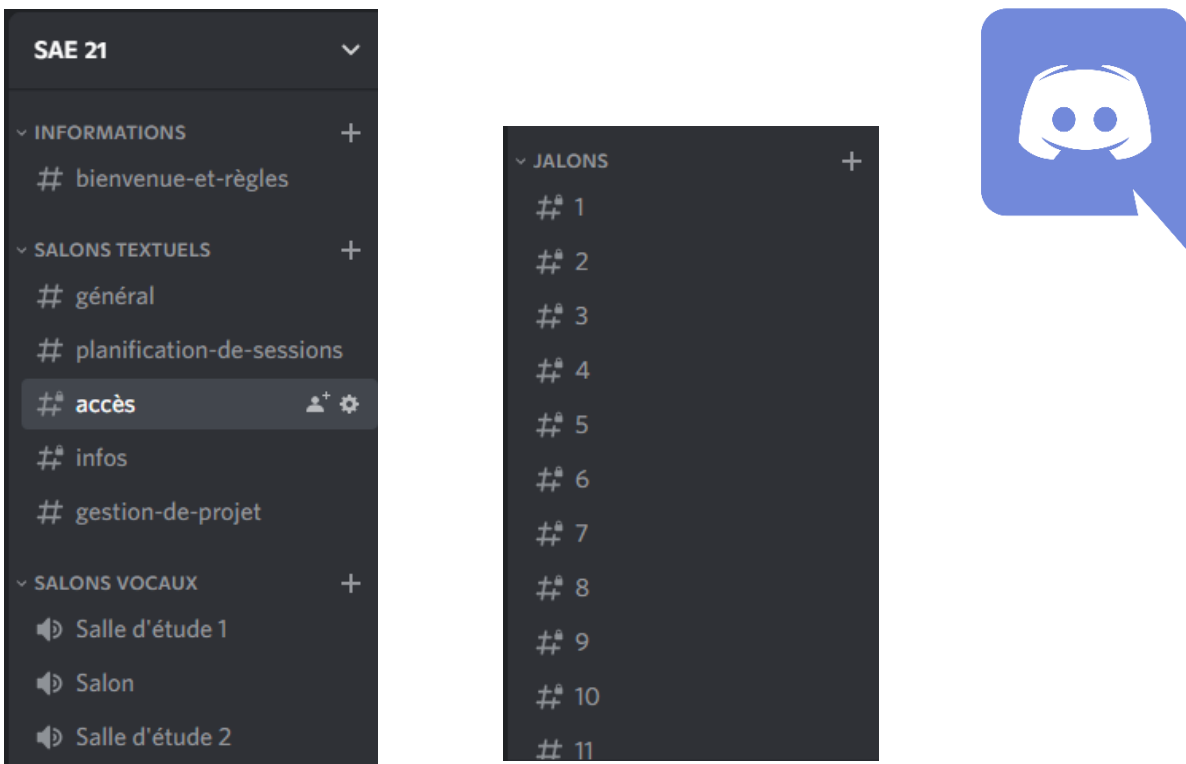 SAE 21
INFORMATIONS
# bienvenue-et-règles
SALONS TEXTUELS
# général
# planification-de-sessions
# accès
# infos
# gestion-de-projet
SALONS VOCAUX
Salle d'étude 1
Salon
Salle d'étude 2
JALONS
# 1
# 2
# 3
# 4
# 5
# 6
# 7
# 8
# 9
# 10
# 11